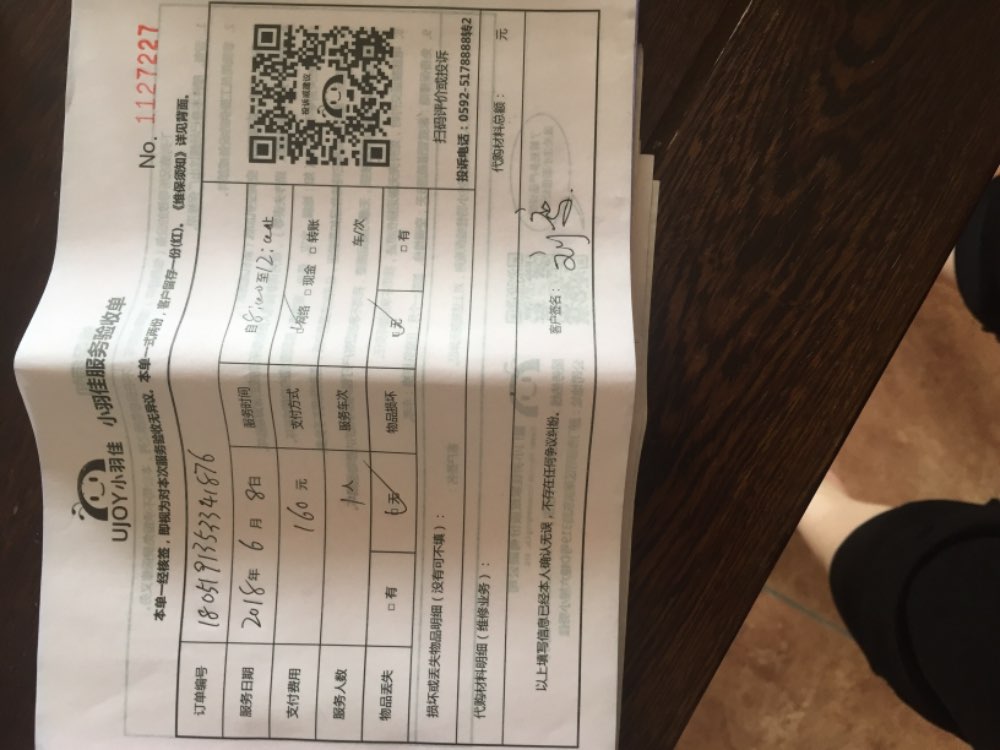 No. 1127227
UJOY小羽佳 小羽佳服务验收单
本单一经核签，即视为对本次服务验收无异议。本单一式两份，客户留存一份(红)。《维保须知》详见背面。
订单编号 1805191353341876
服务日期 2018年 6 月 8日 服务时间 自8:00至12:00止
支付费用 160 元 支付方式 ☑网络 □现金 □转账
服务人数 1人 服务车次 车/次
物品丢失 □有 ☑无 物品损坏 ☑无 □有
投诉或建议
扫码评价或投诉
投诉电话：0592-5178888转2
损坏或丢失物品明细（没有可不填）：
代购材料明细（维修业务）： 代购材料总额： 元
以上填写信息已经本人确认无误，不存在任何争议纠纷。 客户签名：